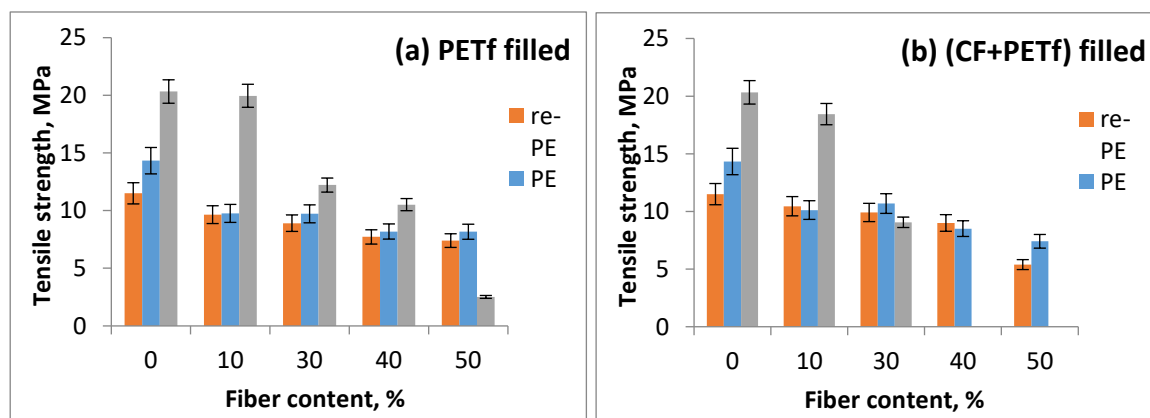 (a) PETf filled
Tensile strength, MPa
25
20
15
10
5
0
0 10 30 40 50
Fiber content, %
re-
PE
PE
(b) (CF+PETf) filled
Tensile strength, MPa
25
20
15
10
5
0
0 10 30 40 50
Fiber content, %
re-
PE
PE